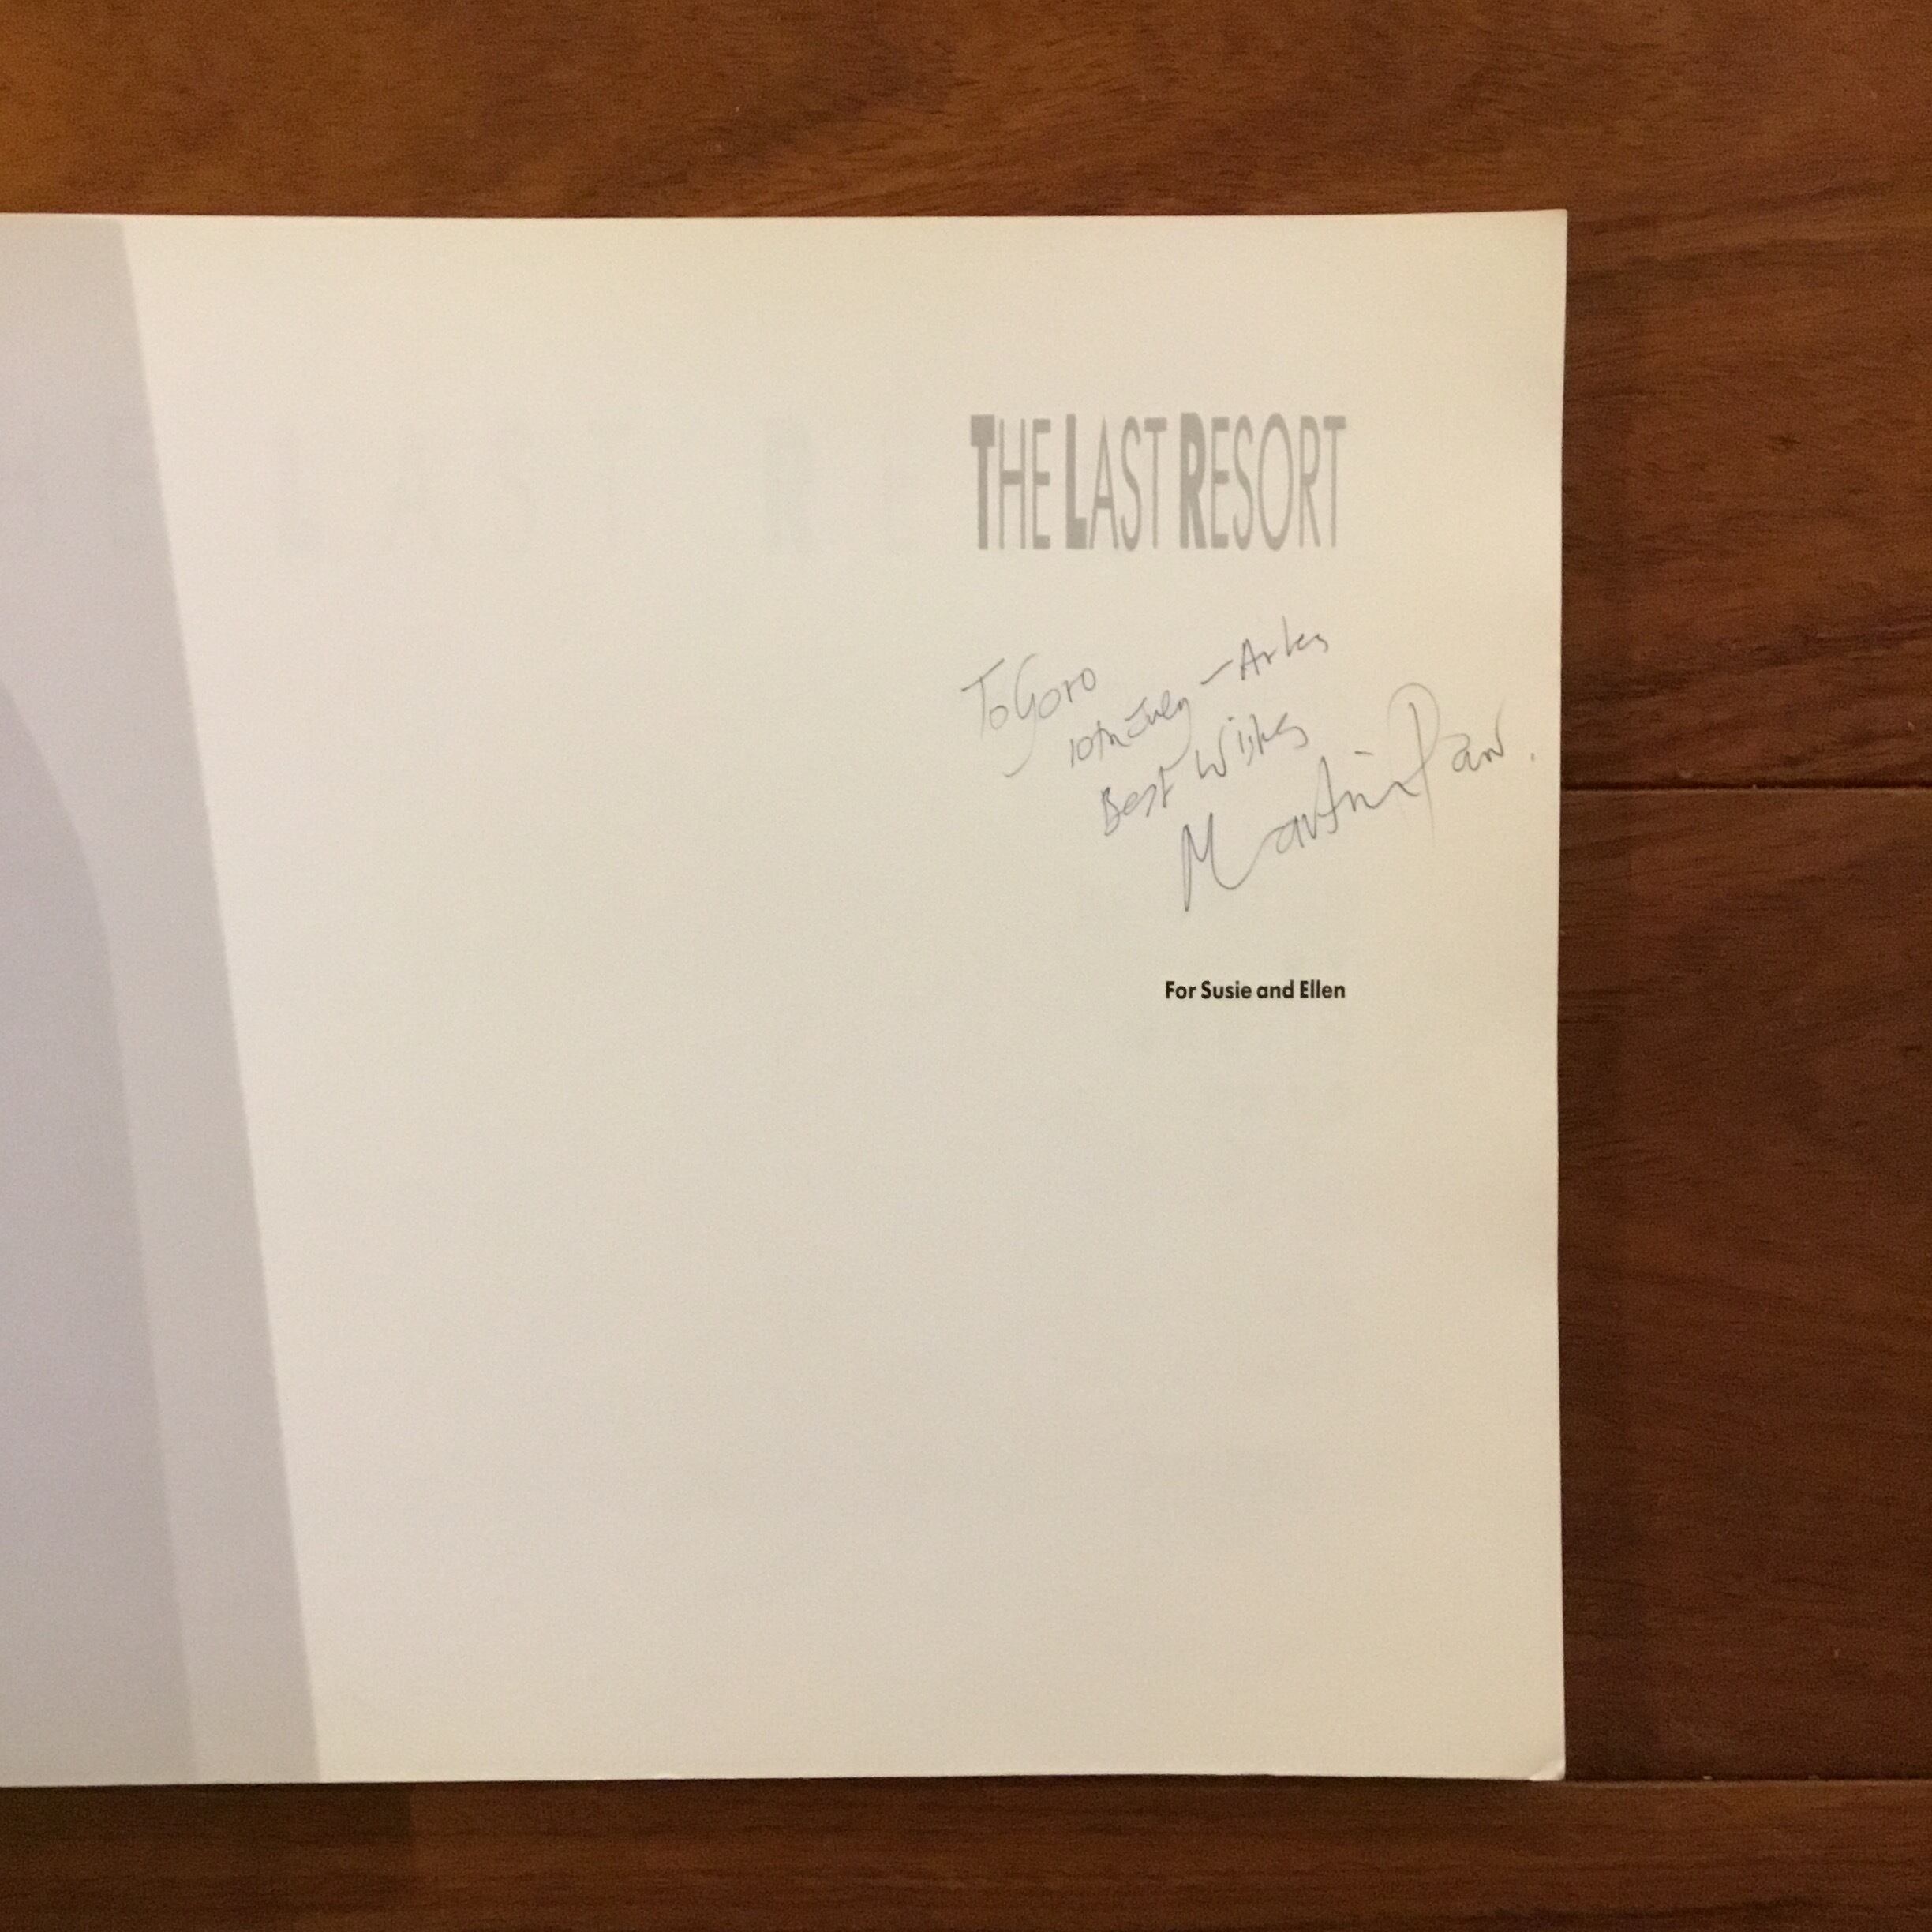 THE LAST RESORT
To Goro
10th July – Arles
Best Wishes
Martin Parr.
For Susie and Ellen